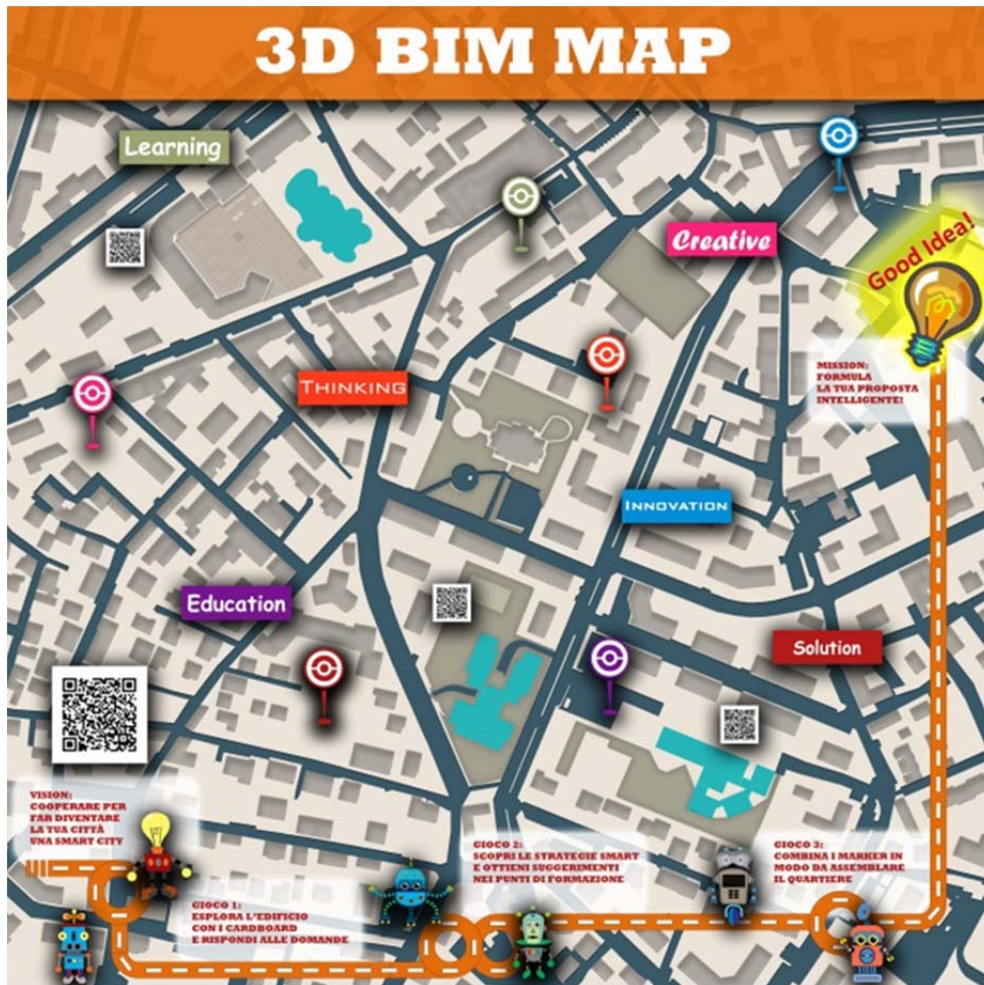 3D BIM MAP
Learning
Creative
Good Idea!
THINKING
MISSION:
FORMULA
LA TUA PROPOSTA
INTELLIGENTE!
INNOVATION
Education
Solution
VISION:
COOPERARE PER
FAR DIVENTARE
LA TUA CITTÀ
UNA SMART CITY
GIOCO 1:
ESPLORA L'EDIFICIO
CON I CARDBOARD
E RISPONDI ALLE DOMANDE
GIOCO 2:
SCOPRI LE STRATEGIE SMART
E OTTIENI SUGGERIMENTI
NEI PUNTI DI FORMAZIONE
GIOCO 3:
COMBINA I MARKER IN
MODO DA ASSEMBLARE
IL QUARTIERE